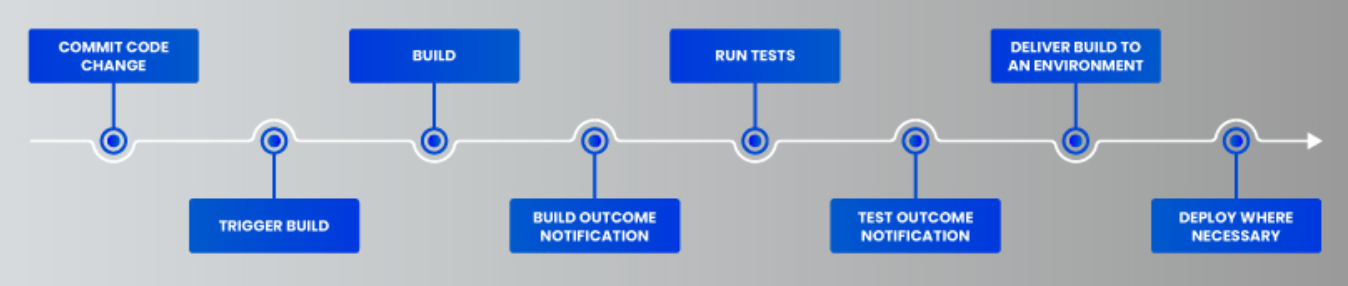 COMMIT CODE
CHANGE
TRIGGER BUILD
BUILD
BUILD OUTCOME
NOTIFICATION
RUN TESTS
TEST OUTCOME
NOTIFICATION
DELIVER BUILD TO
AN ENVIRONMENT
DEPLOY WHERE
NECESSARY